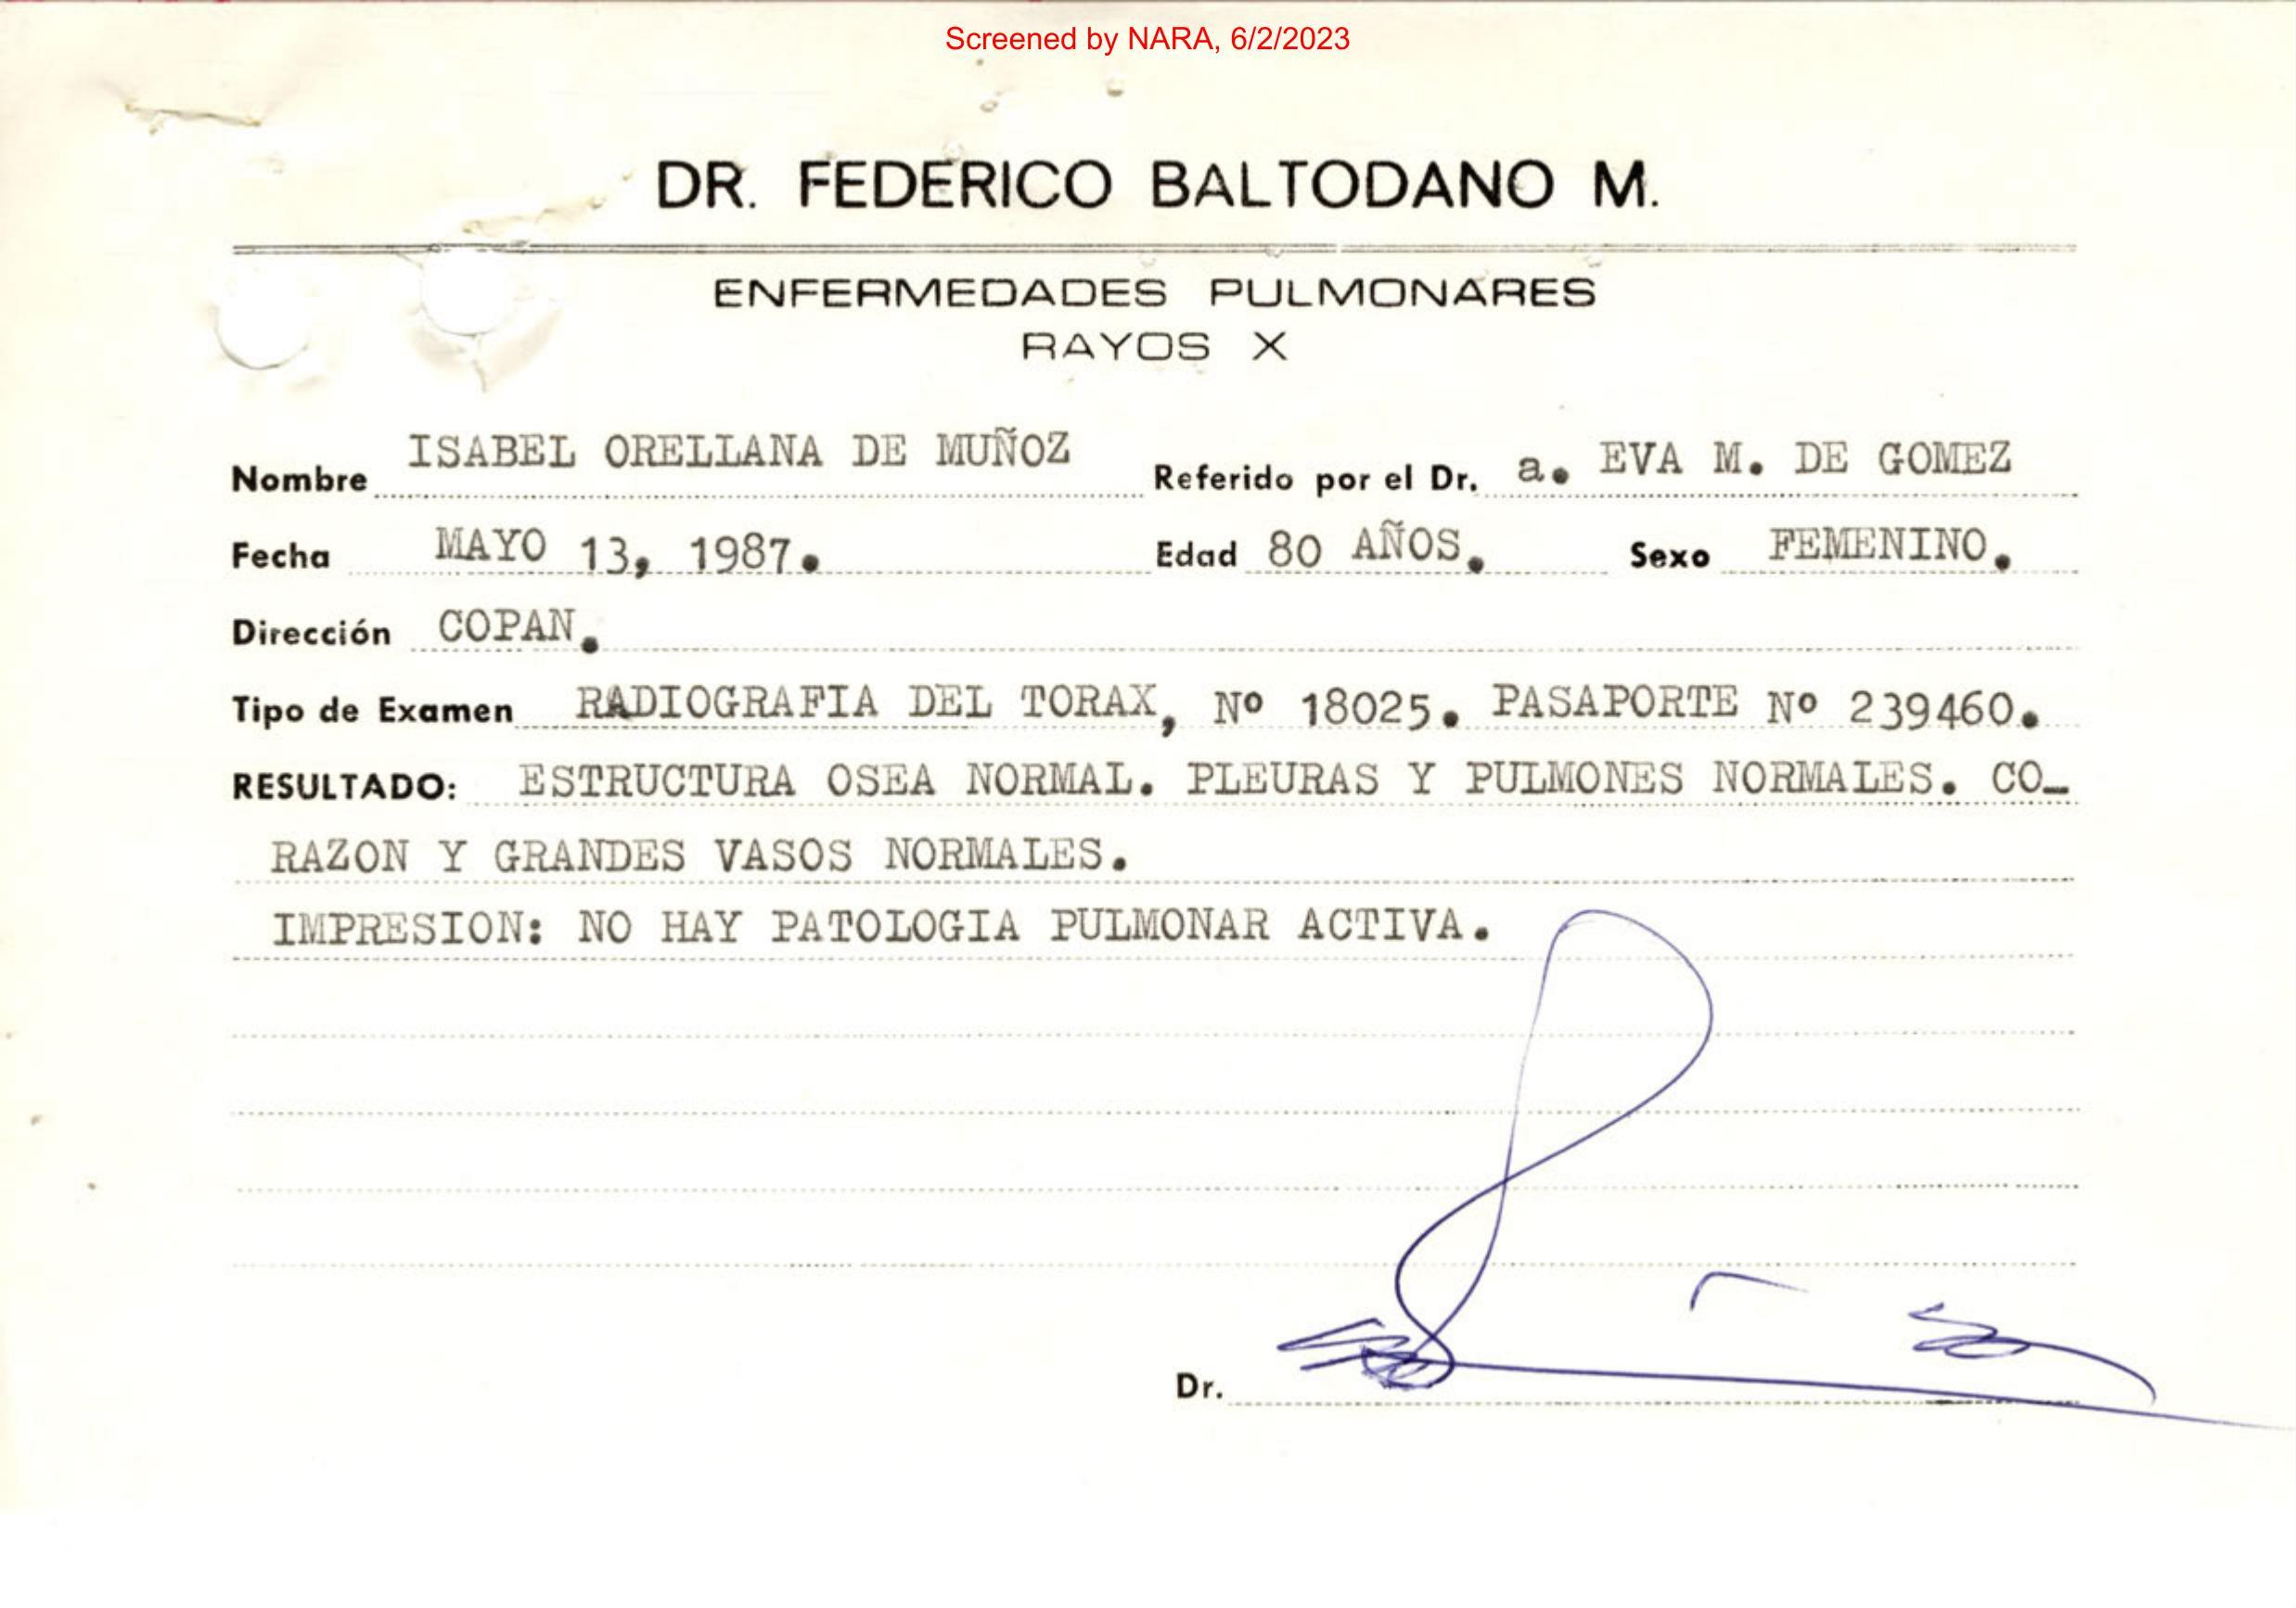 Screened by NARA, 6/2/2023
DR. FEDERICO BALTODANO M.
ENFERMEDADES PULMONARES
RAYOS X
Nombre ISABEL ORELLANA DE MUÑOZ Referido por el Dr. a. EVA M. DE GOMEZ
Fecha MAYO 13, 1987. Edad 80 AÑOS. Sexo FEMENINO.
Dirección COPAN.
Tipo de Examen RADIOGRAFIA DEL TORAX, Nº 18025. PASAPORTE Nº 239460.
RESULTADO: ESTRUCTURA OSEA NORMAL. PLEURAS Y PULMONES NORMALES. CO_
RAZON Y GRANDES VASOS NORMALES.
IMPRESION: NO HAY PATOLOGIA PULMONAR ACTIVA.
Dr.